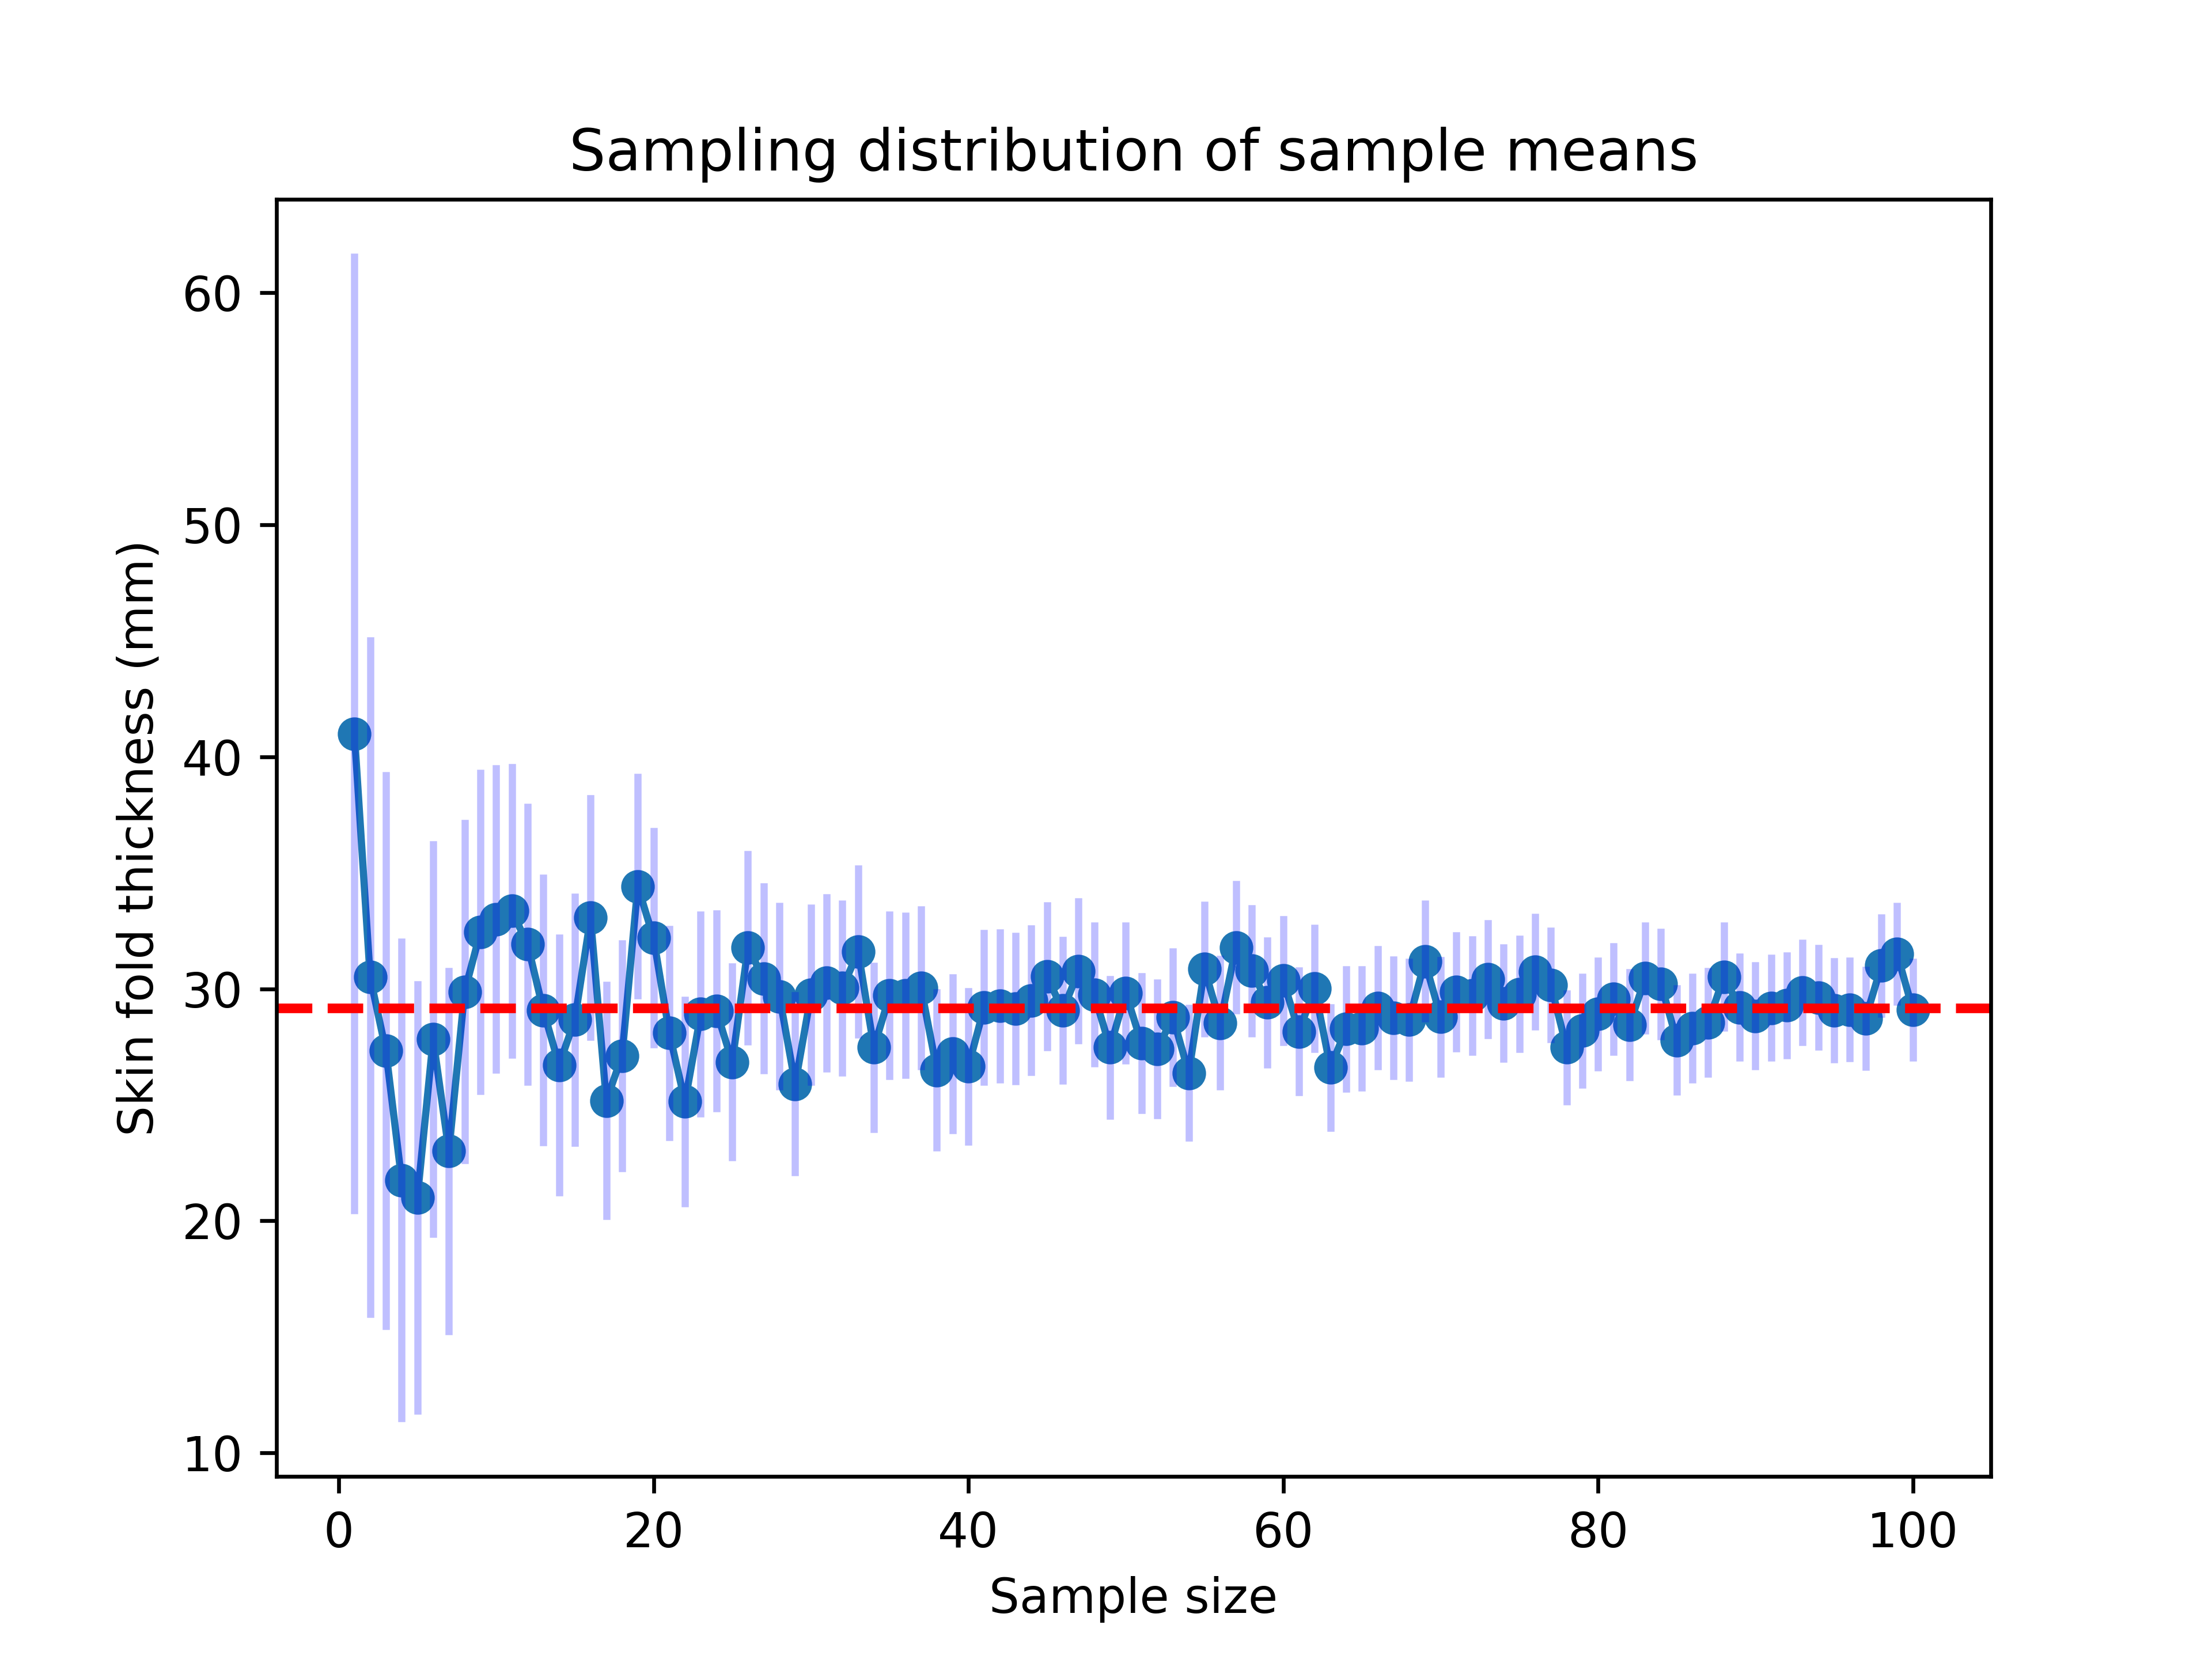 Sampling distribution of sample means
60
50
40
30
20
10
Skin fold thickness (mm)
0 20 40 60 80 100
Sample size